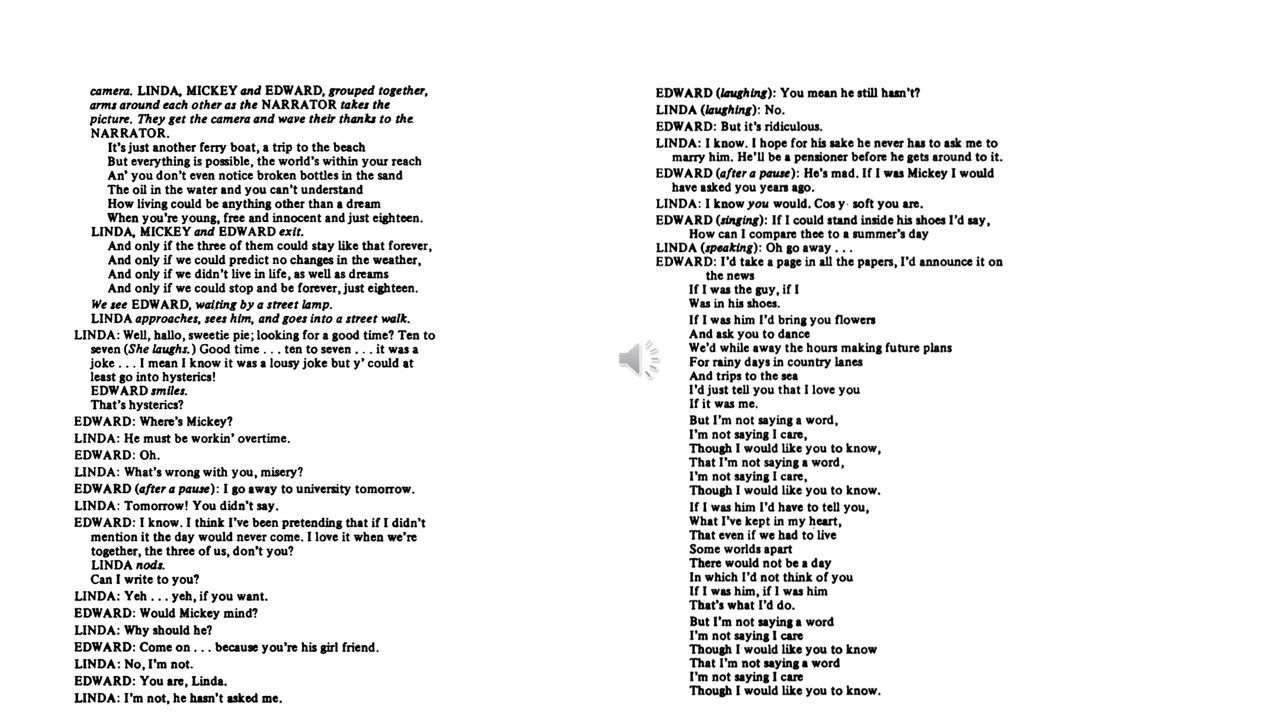 camera. LINDA, MICKEY and EDWARD, grouped together,
arms around each other as the NARRATOR takes the
picture. They get the camera and wave their thanks to the
NARRATOR.
It's just another ferry boat, a trip to the beach
But everything is possible, the world's within your reach
An' you don't even notice broken bottles in the sand
The oil in the water and you can't understand
How living could be anything other than a dream
When you're young, free and innocent and just eighteen.
LINDA, MICKEY and EDWARD exit.
And only if the three of them could stay like that forever,
And only if we could predict no changes in the weather,
And only if we didn't live in life, as well as dreams
And only if we could stop and be forever, just eighteen.
We see EDWARD, waiting by a street lamp.
LINDA approaches, sees him, and goes into a street walk.
LINDA: Well, hallo, sweetie pie; looking for a good time? Ten to
seven (She laughs.) Good time . . . ten to seven . . . it was a
joke . . . I mean I know it was a lousy joke but y' could at
least go into hysterics!
EDWARD smiles.
That's hysterics?
EDWARD: Where's Mickey?
LINDA: He must be workin' overtime.
EDWARD: Oh.
LINDA: What's wrong with you, misery?
EDWARD (after a pause): I go away to university tomorrow.
LINDA: Tomorrow! You didn't say.
EDWARD: I know. I think I've been pretending that if I didn't
mention it the day would never come. I love it when we're
together, the three of us, don't you?
LINDA nods.
Can I write to you?
LINDA: Yeh . . . yeh, if you want.
EDWARD: Would Mickey mind?
LINDA: Why should he?
EDWARD: Come on . . . because you're his girl friend.
LINDA: No, I'm not.
EDWARD: You are, Linda.
LINDA: I'm not, he hasn't asked me.
EDWARD (laughing): You mean he still hasn't?
LINDA (laughing): No.
EDWARD: But it's ridiculous.
LINDA: I know. I hope for his sake he never has to ask me to
marry him. He'll be a pensioner before he gets around to it.
EDWARD (after a pause): He's mad. If I was Mickey I would
have asked you years ago.
LINDA: I know you would. Cos y' soft you are.
EDWARD (singing): If I could stand inside his shoes I'd say,
How can I compare thee to a summer's day
LINDA (speaking): Oh go away . . .
EDWARD: I'd take a page in all the papers, I'd announce it on
the news
If I was the guy, if I
Was in his shoes.
If I was him I'd bring you flowers
And ask you to dance
We'd while away the hours making future plans
For rainy days in country lanes
And trips to the sea
I'd just tell you that I love you
If it was me.
But I'm not saying a word,
I'm not saying I care,
Though I would like you to know,
That I'm not saying a word,
I'm not saying I care,
Though I would like you to know.
If I was him I'd have to tell you,
What I've kept in my heart,
That even if we had to live
Some worlds apart
There would not be a day
In which I'd not think of you
If I was him, if I was him
That's what I'd do.
But I'm not saying a word
I'm not saying I care
Though I would like you to know
That I'm not saying a word
I'm not saying I care
Though I would like you to know.